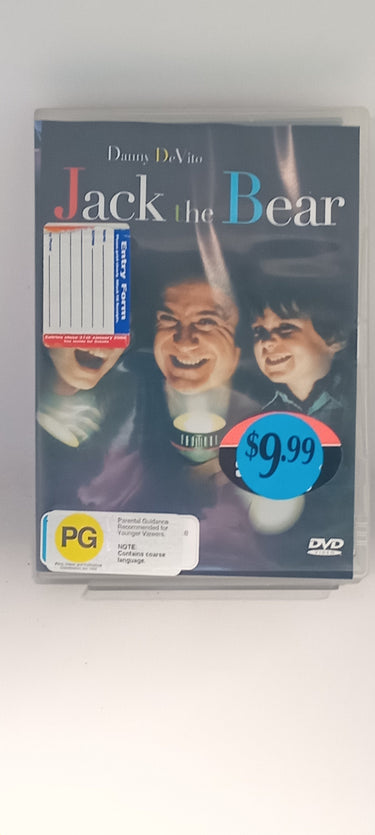 Danny DeVito
Jack the Bear
Entry Form
$9.99
PG
Parental Guidance
Recommended for
Younger Viewers.
NOTE:
Contains coarse
language.
DVD
VIDEO